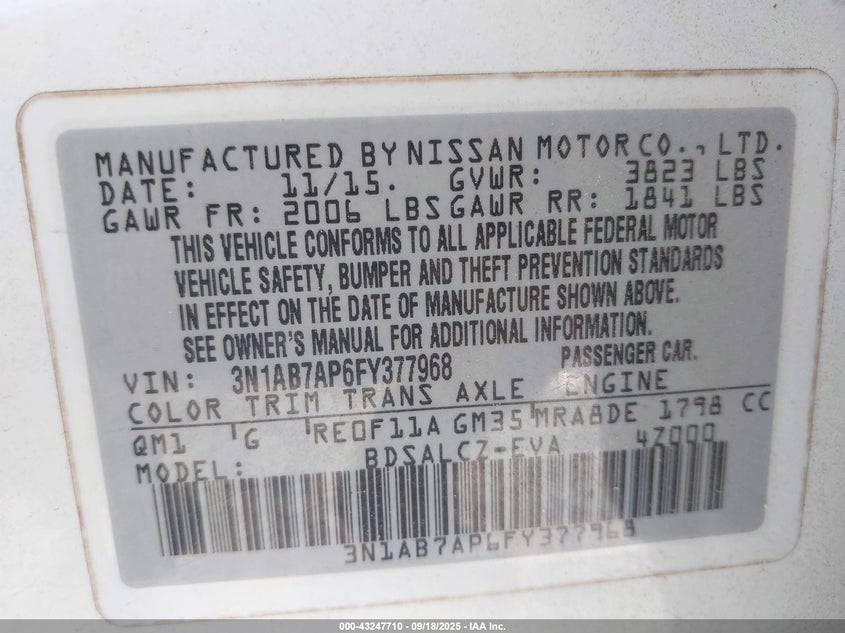 MANUFACTURED BY NISSAN MOTOR CO., LTD.
DATE: 11/15. GVWR: 3823 LBS
GAWR FR: 2006 LBS GAWR RR: 1841 LBS
THIS VEHICLE CONFORMS TO ALL APPLICABLE FEDERAL MOTOR
VEHICLE SAFETY, BUMPER AND THEFT PREVENTION STANDARDS
IN EFFECT ON THE DATE OF MANUFACTURE SHOWN ABOVE.
SEE OWNER'S MANUAL FOR ADDITIONAL INFORMATION.
VIN: 3N1AB7AP6FY377968 PASSENGER CAR.
COLOR TRIM TRANS AXLE ENGINE
QM1 G RE0F11A GM35 MRA8DE 1798 CC
MODEL: BDSALCZ-EVA 47000
3N1AB7AP6FY377968
000-43247710 - 09/18/2025 - IAA Inc.